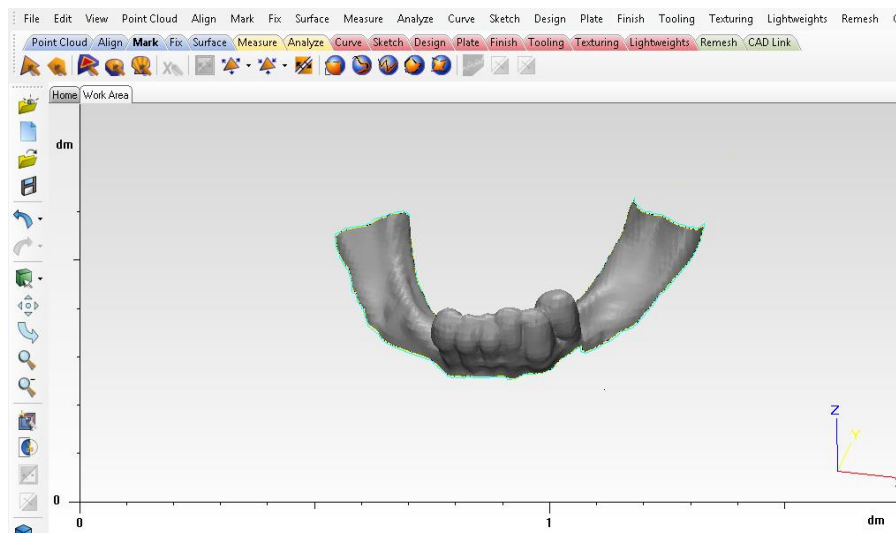 File Edit View Point Cloud Align Mark Fix Surface Measure Analyze Curve Sketch Design Plate Finish Tooling Texturing Lightweights Remesh
Point Cloud Align Mark Fix Surface Measure Analyze Curve Sketch Design Plate Finish Tooling Texturing Lightweights Remesh CAD Link
Home Work Area
dm
Z
Y
0
0 1 dm